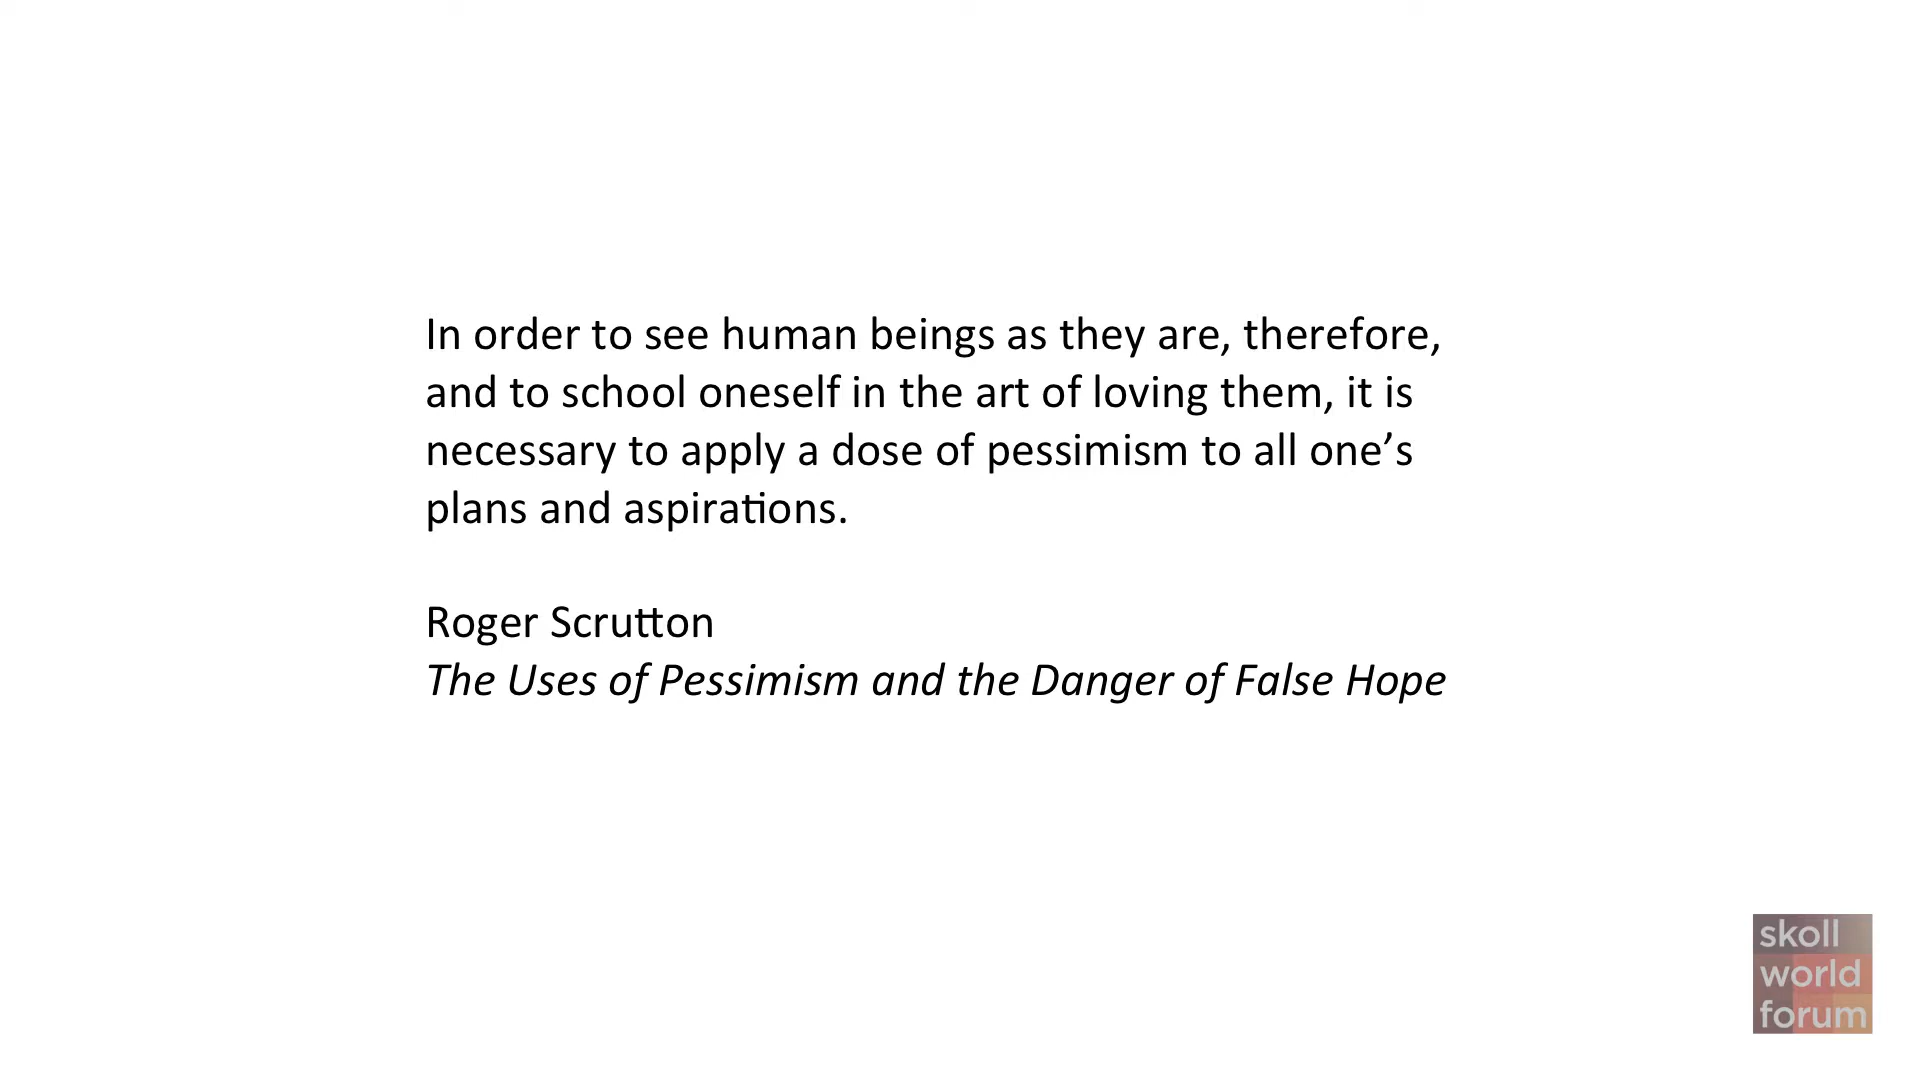 In order to see human beings as they are, therefore,
and to school oneself in the art of loving them, it is
necessary to apply a dose of pessimism to all one’s
plans and aspirations.
Roger Scrutton
The Uses of Pessimism and the Danger of False Hope
skoll
world
forum